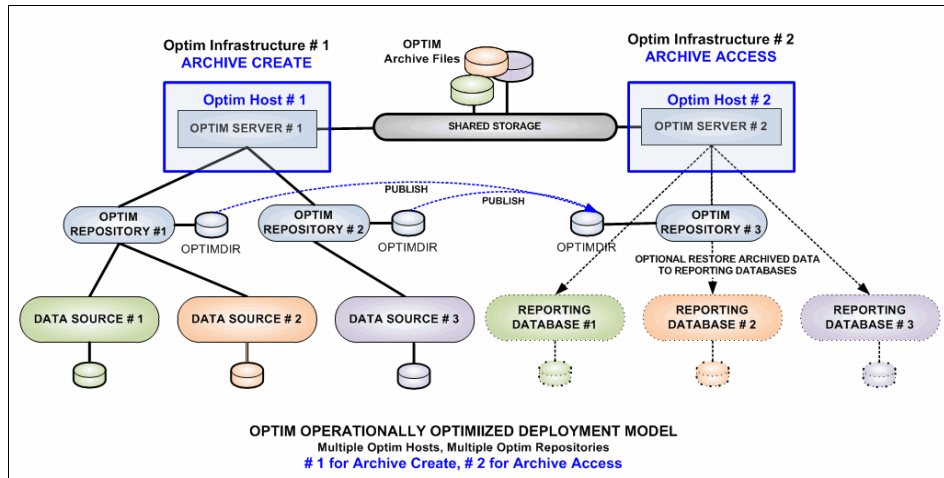 Optim Infrastructure # 1
ARCHIVE CREATE
OPTIM
Archive Files
Optim Infrastructure # 2
ARCHIVE ACCESS
Optim Host # 1
OPTIM SERVER # 1
SHARED STORAGE
Optim Host # 2
OPTIM SERVER # 2
PUBLISH
PUBLISH
OPTIM
REPOSITORY #1
OPTIMDIR
OPTIM
REPOSITORY # 2
OPTIMDIR
OPTIMDIR
OPTIM
REPOSITORY # 3
OPTIONAL RESTORE ARCHIVED DATA
TO REPORTING DATABASES
DATA SOURCE # 1
DATA SOURCE # 2
DATA SOURCE # 3
REPORTING
DATABASE #1
REPORTING
DATABASE # 2
REPORTING
DATABASE # 3
OPTIM OPERATIONALLY OPTIMIIZED DEPLOYMENT MODEL
Multiple Optim Hosts, Multiple Optim Repositories
# 1 for Archive Create, # 2 for Archive Access